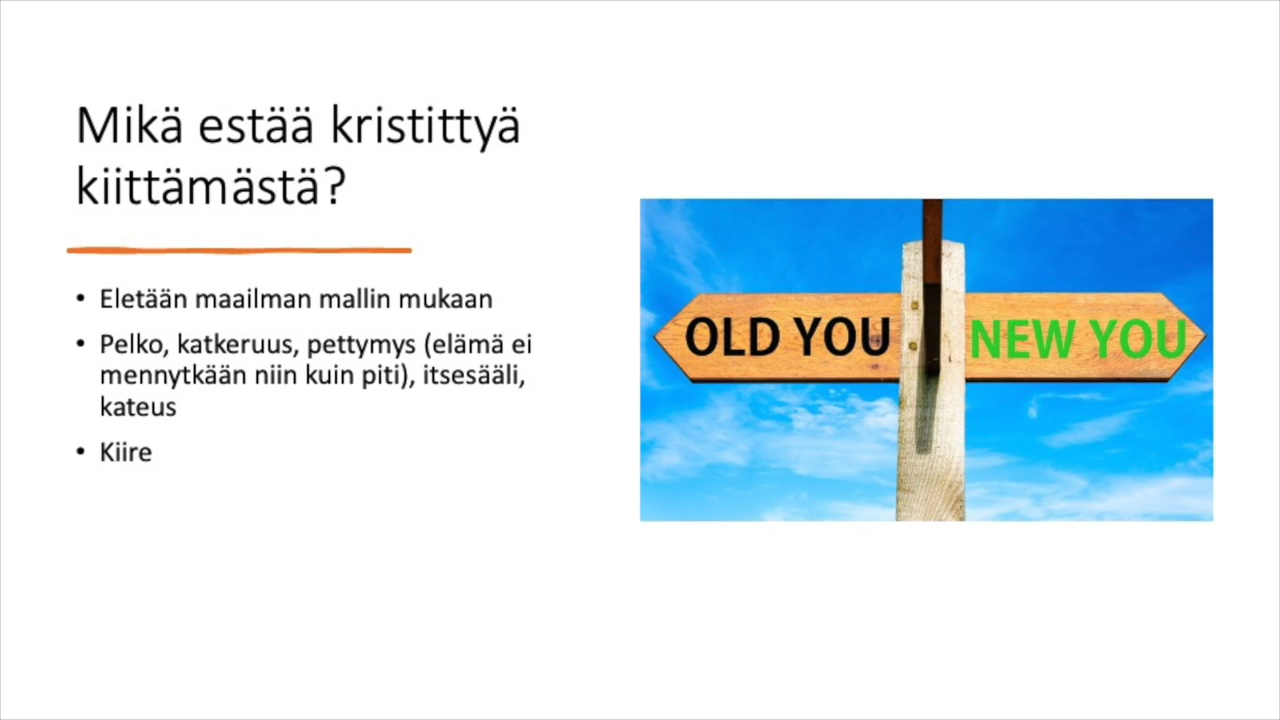 Mikä estää kristittyä
kiittämästä?
• Eletään maailman mallin mukaan
• Pelko, katkeruus, pettymys (elämä ei
mennytkään niin kuin piti), itsesääli,
kateus
• Kiire
OLD YOU
NEW YOU